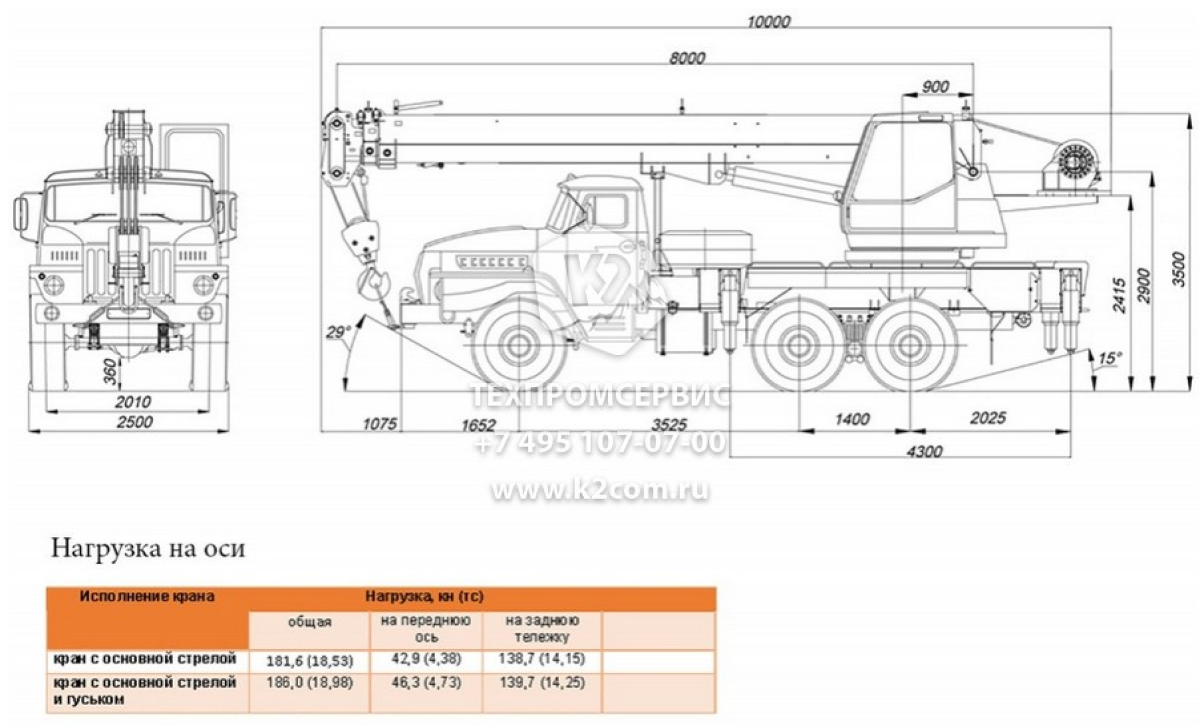 10000
8000
900
2415
2900
3500
29°
15°
360
2010
2500
1075
1652
3525
1400
2025
4300
K2
ТЕХПРОМСЕРВИС
+7 495 107-07-00
www.k2com.ru
Нагрузка на оси
Исполнение крана Нагрузка, кн (тс)
общая на переднюю ось на заднюю тележку
кран с основной стрелой 181,6 (18,53) 42,9 (4,38) 138,7 (14,15)
кран с основной стрелой и гуськом 186,0 (18,98) 46,3 (4,73) 139,7 (14,25)